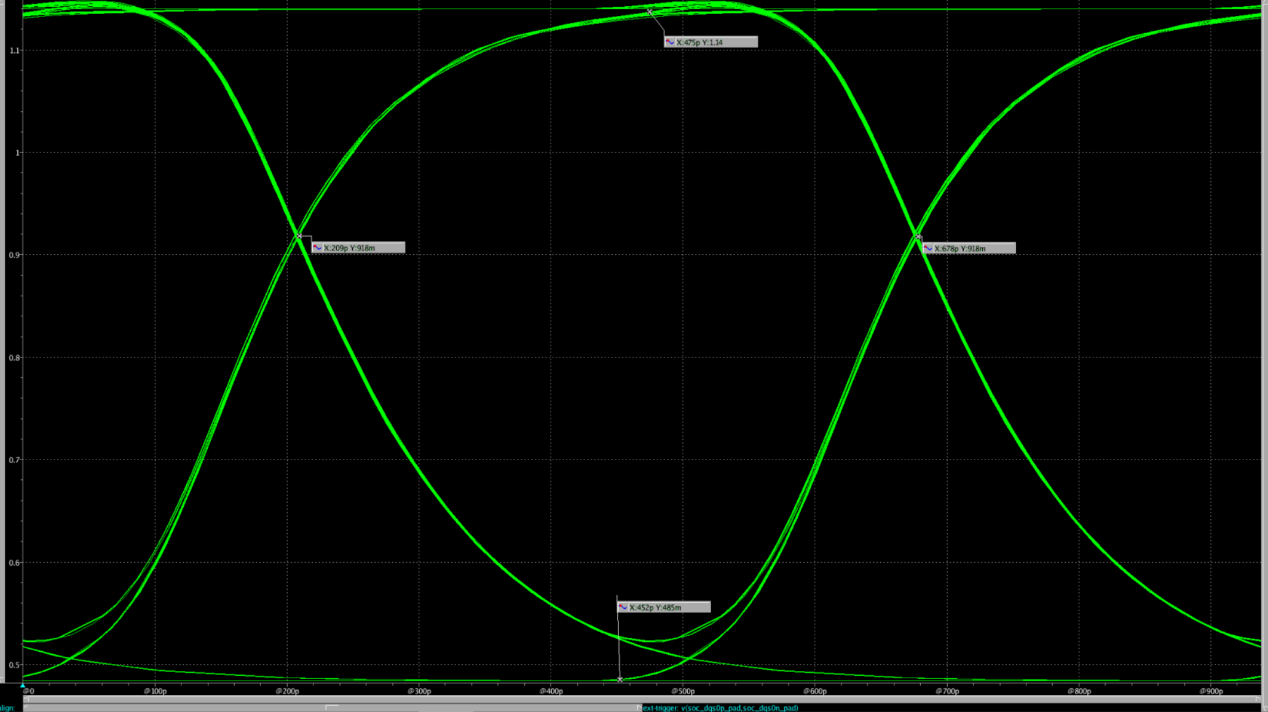 1.1
X:475p Y:1.14
1
X:209p Y:918m
X:678p Y:918m
0.9
0.8
0.7
0.6
X:452p Y:485m
0.5
@0 @100p @200p @300p @400p @500p @600p @700p @800p @900p
align: ext-trigger: v(soc_dqs0p_pad,soc_dqs0n_pad)